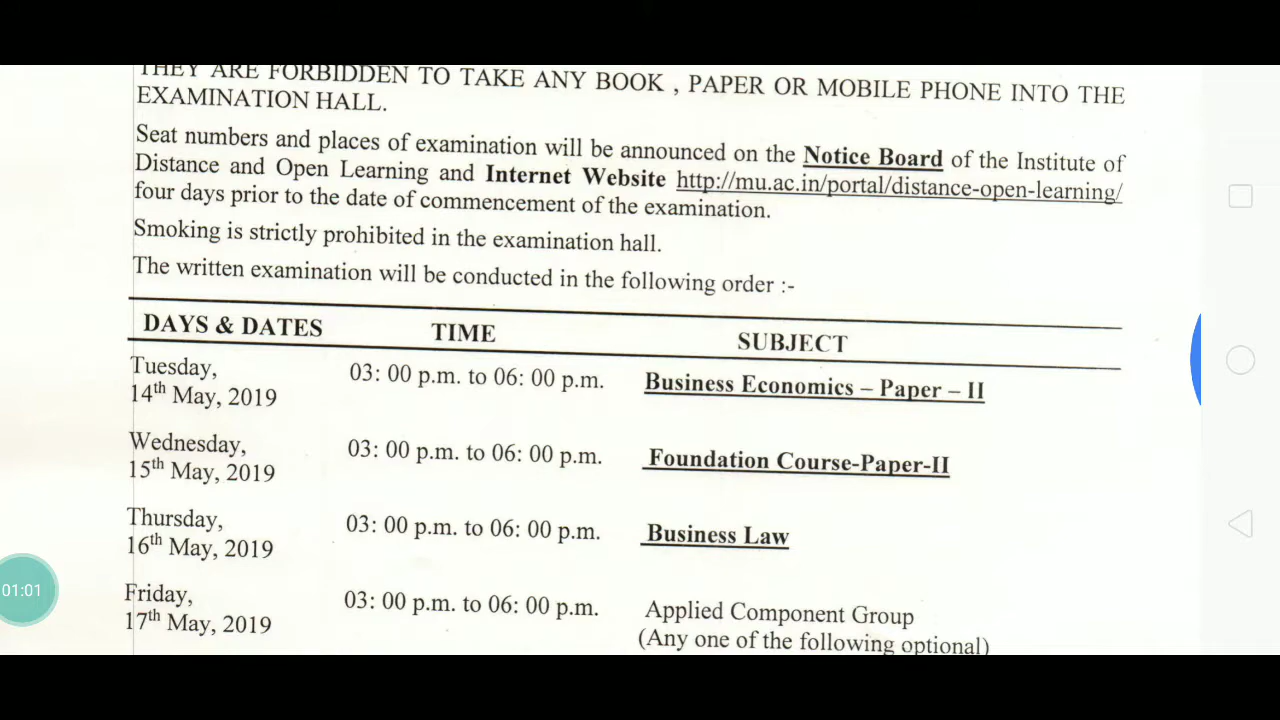 THEY ARE FORBIDDEN TO TAKE ANY BOOK , PAPER OR MOBILE PHONE INTO THE
EXAMINATION HALL.
Seat numbers and places of examination will be announced on the Notice Board of the Institute of
Distance and Open Learning and Internet Website http://mu.ac.in/portal/distance-open-learning/
four days prior to the date of commencement of the examination.
Smoking is strictly prohibited in the examination hall.
The written examination will be conducted in the following order :-
DAYS & DATES TIME SUBJECT
Tuesday, 03: 00 p.m. to 06: 00 p.m. Business Economics – Paper – II
14th May, 2019
Wednesday, 03: 00 p.m. to 06: 00 p.m. Foundation Course-Paper-II
15th May, 2019
Thursday, 03: 00 p.m. to 06: 00 p.m. Business Law
16th May, 2019
01:01
Friday, 03: 00 p.m. to 06: 00 p.m. Applied Component Group
17th May, 2019 (Any one of the following optional)